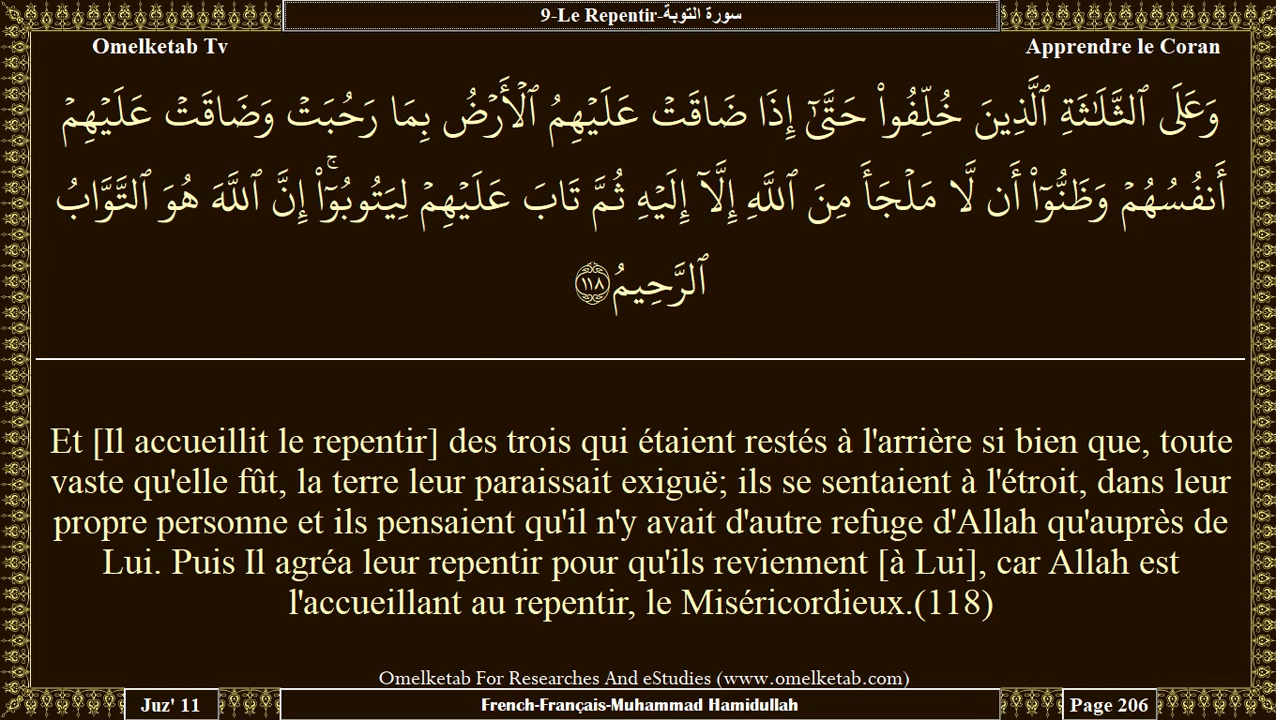 9-Le Repentir-سورة التوبة
Omelketab Tv
Apprendre le Coran
وَعَلَى ٱلثَّلَـٰثَةِ ٱلَّذِينَ خُلِّفُوا۟ حَتَّىٰٓ إِذَا ضَاقَتْ عَلَيْهِمُ ٱلْأَرْضُ بِمَا رَحُبَتْ وَضَاقَتْ عَلَيْهِمْ
أَنفُسُهُمْ وَظَنُّوٓا۟ أَن لَّا مَلْجَأَ مِنَ ٱللَّهِ إِلَّآ إِلَيْهِ ثُمَّ تَابَ عَلَيْهِمْ لِيَتُوبُوٓا۟ ۚ إِنَّ ٱللَّهَ هُوَ ٱلتَّوَّابُ
ٱلرَّحِيمُ ١١٨
Et [Il accueillit le repentir] des trois qui étaient restés à l'arrière si bien que, toute
vaste qu'elle fût, la terre leur paraissait exiguë; ils se sentaient à l'étroit, dans leur
propre personne et ils pensaient qu'il n'y avait d'autre refuge d'Allah qu'auprès de
Lui. Puis Il agréa leur repentir pour qu'ils reviennent [à Lui], car Allah est
l'accueillant au repentir, le Miséricordieux.(118)
Omelketab For Researches And eStudies (www.omelketab.com)
Juz' 11
French-Français-Muhammad Hamidullah
Page 206